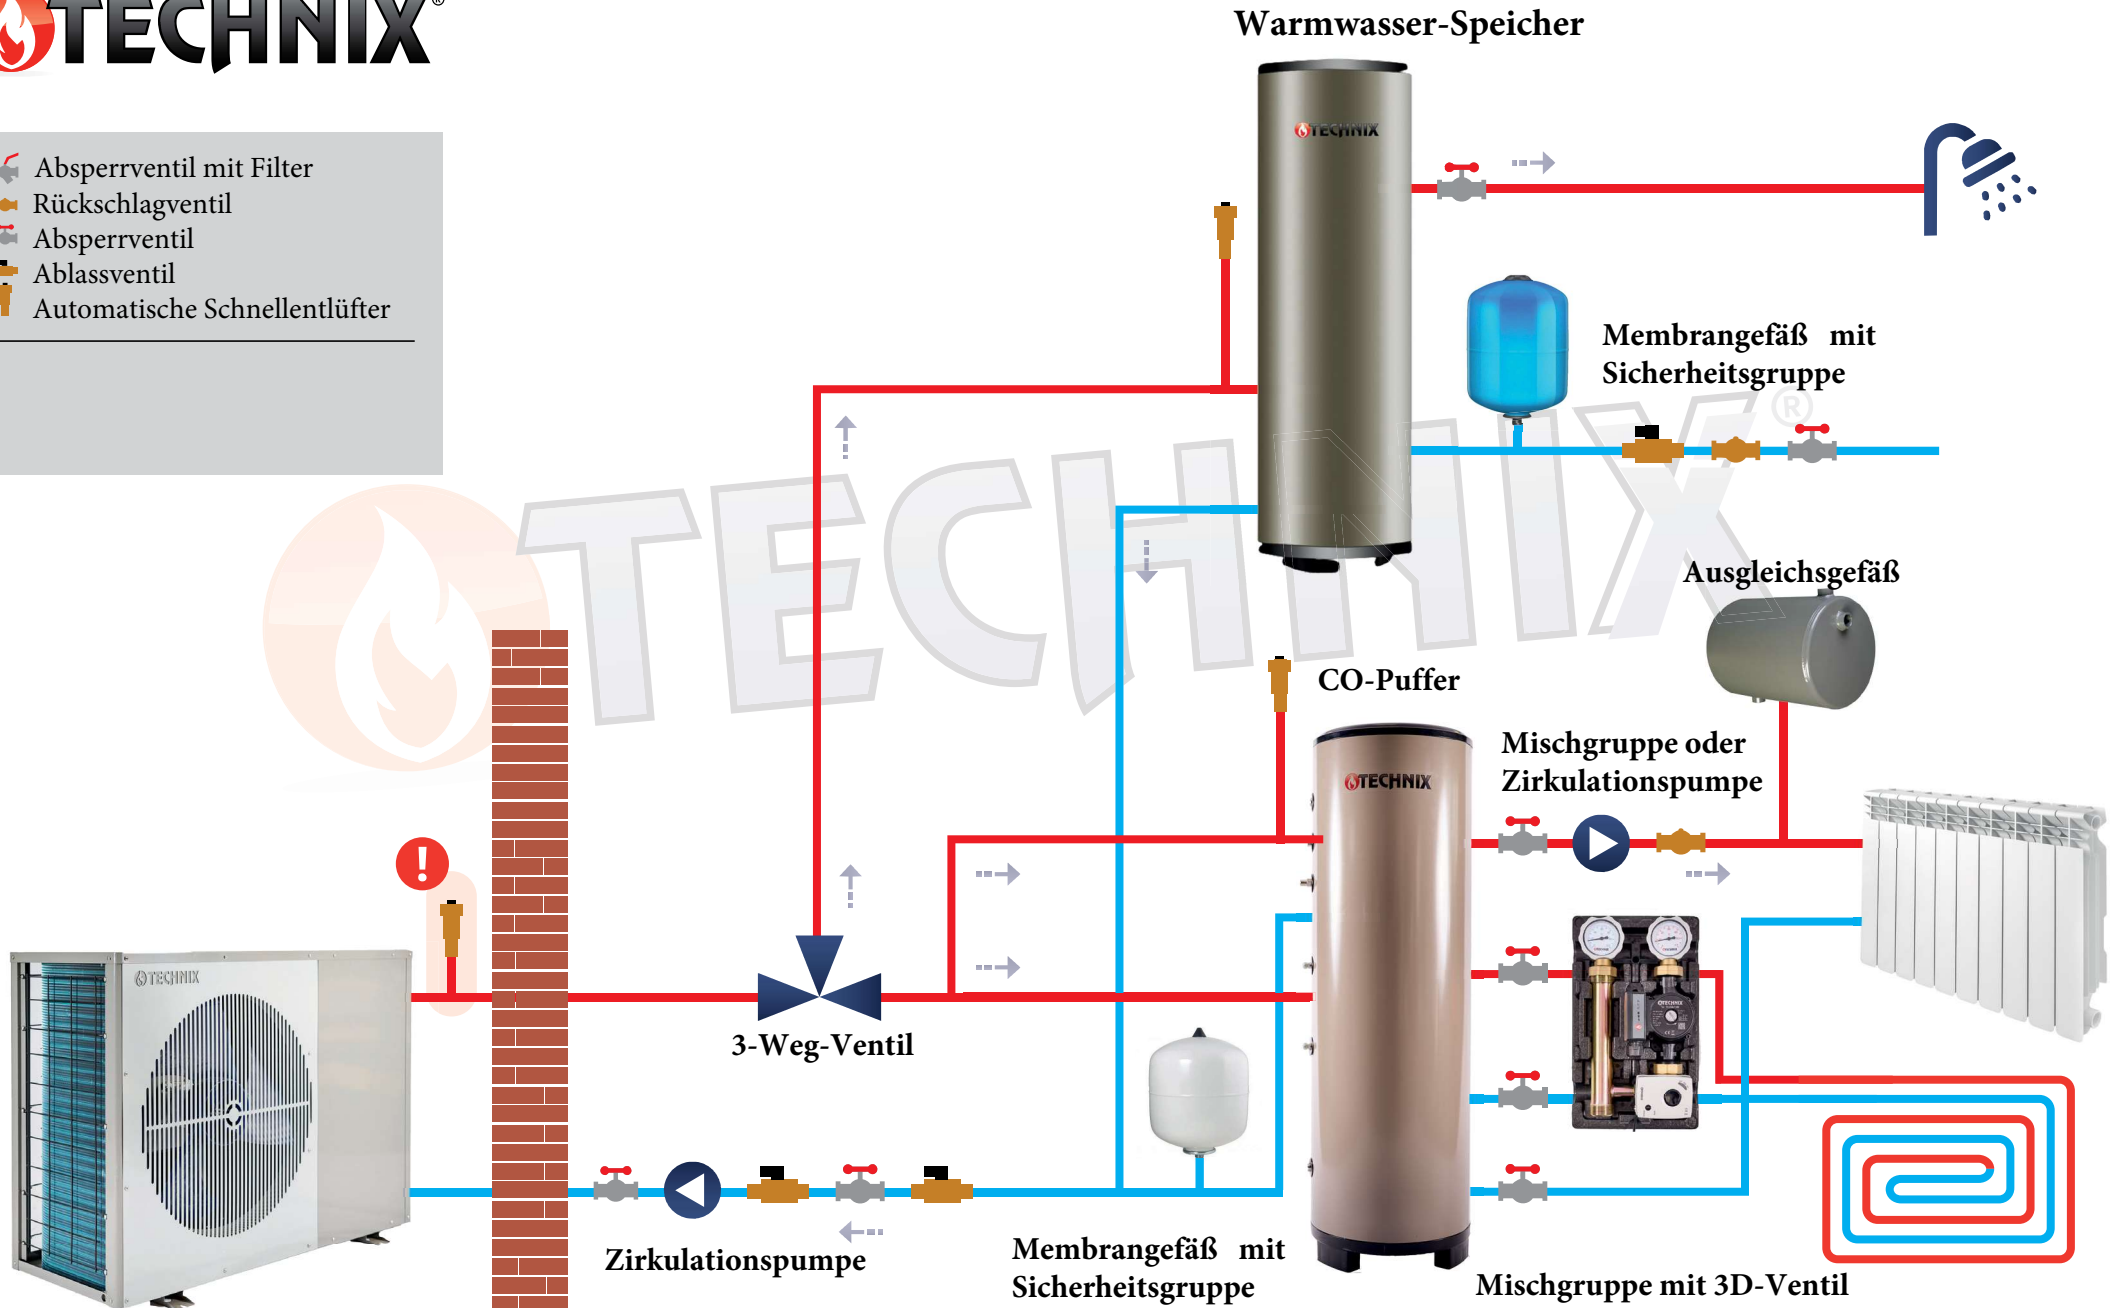 TECHNIX®
Warmwasser-Speicher
TECHNIX
Absperrventil mit Filter
Rückschlagventil
Absperrventil
Ablassventil
Automatische Schnellentlüfter
Membrangefäß mit
Sicherheitsgruppe
TECHNIX®
Ausgleichsgefäß
CO-Puffer
Mischgruppe oder
Zirkulationspumpe
TECHNIX
!
TECHNIX
3-Weg-Ventil
TECHNIX
Zirkulationspumpe
Membrangefäß mit
Sicherheitsgruppe
Mischgruppe mit 3D-Ventil